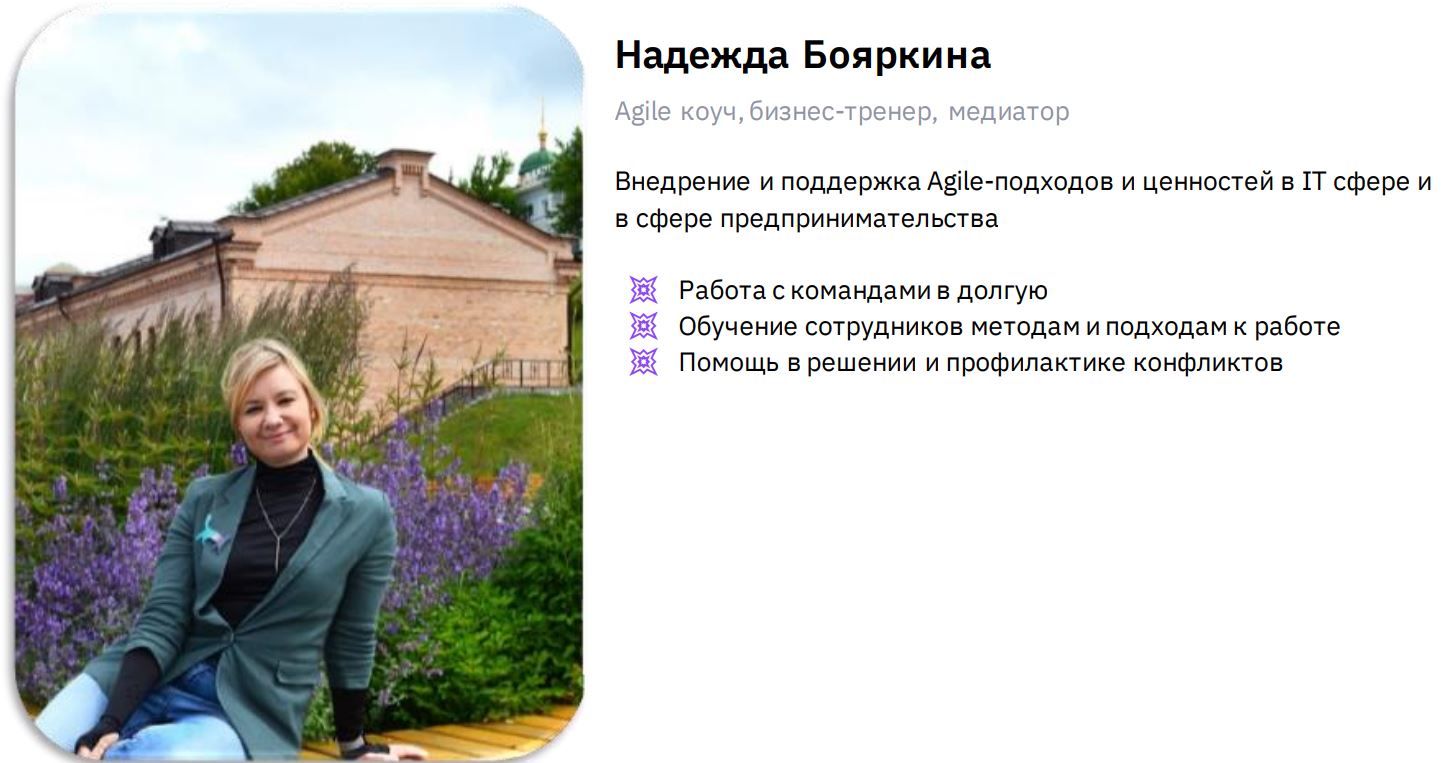 Надежда Бояркина
Agile коуч, бизнес-тренер, медиатор
Внедрение и поддержка Agile-подходов и ценностей в IT сфере и
в сфере предпринимательства
Работа с командами в долгую
Обучение сотрудников методам и подходам к работе
Помощь в решении и профилактике конфликтов